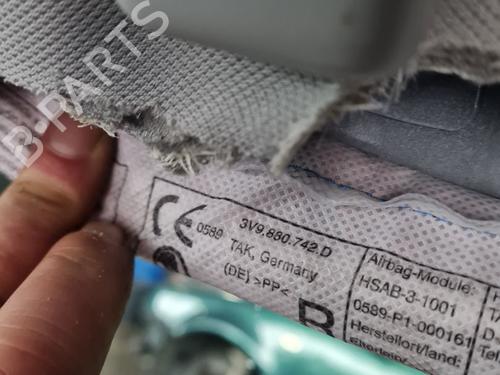 B-PARTS
CE 0589
3V9.880.742.D
TAK, Germany
(DE) >PP<
R
Airbag-Module:
HSAB-3-1001
0589-P1-000161
Herstellort/land: